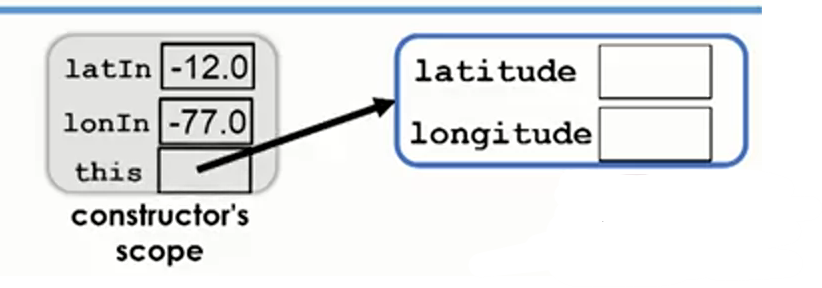 latIn -12.0
lonIn -77.0
this
constructor's
scope
latitude
longitude